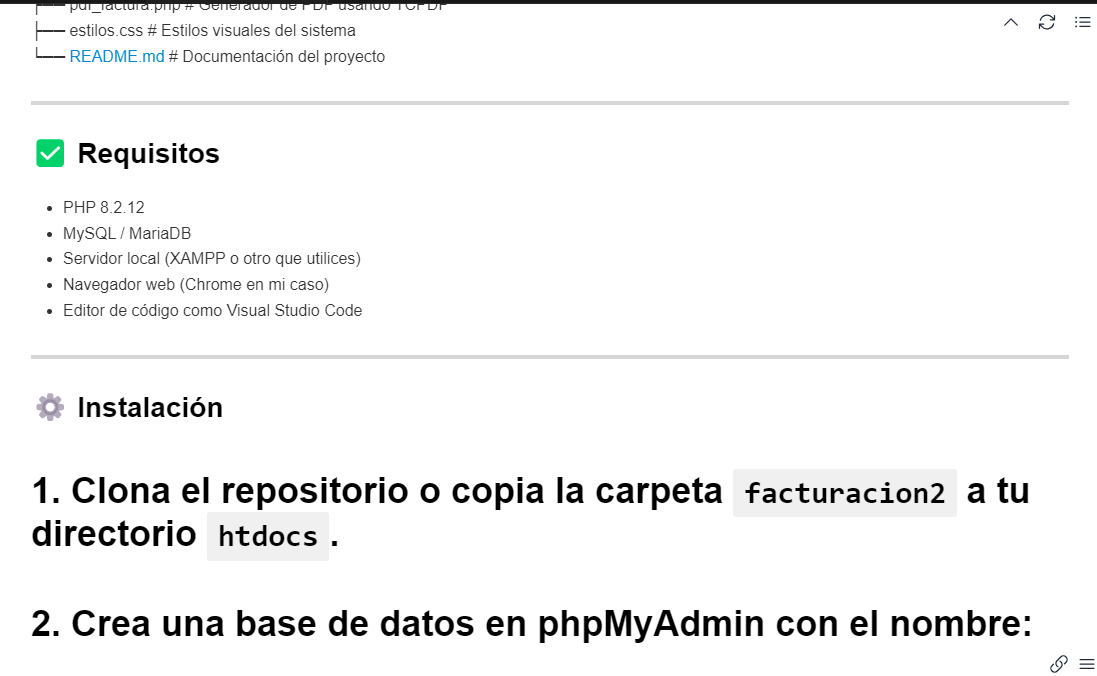 ├── pdf_factura.php # Generador de PDF usando TCPDF
├── estilos.css # Estilos visuales del sistema
└── README.md # Documentación del proyecto
✅ Requisitos
• PHP 8.2.12
• MySQL / MariaDB
• Servidor local (XAMPP o otro que utilices)
• Navegador web (Chrome en mi caso)
• Editor de código como Visual Studio Code
⚙️ Instalación
1. Clona el repositorio o copia la carpeta facturacion2 a tu
directorio htdocs .
2. Crea una base de datos en phpMyAdmin con el nombre: